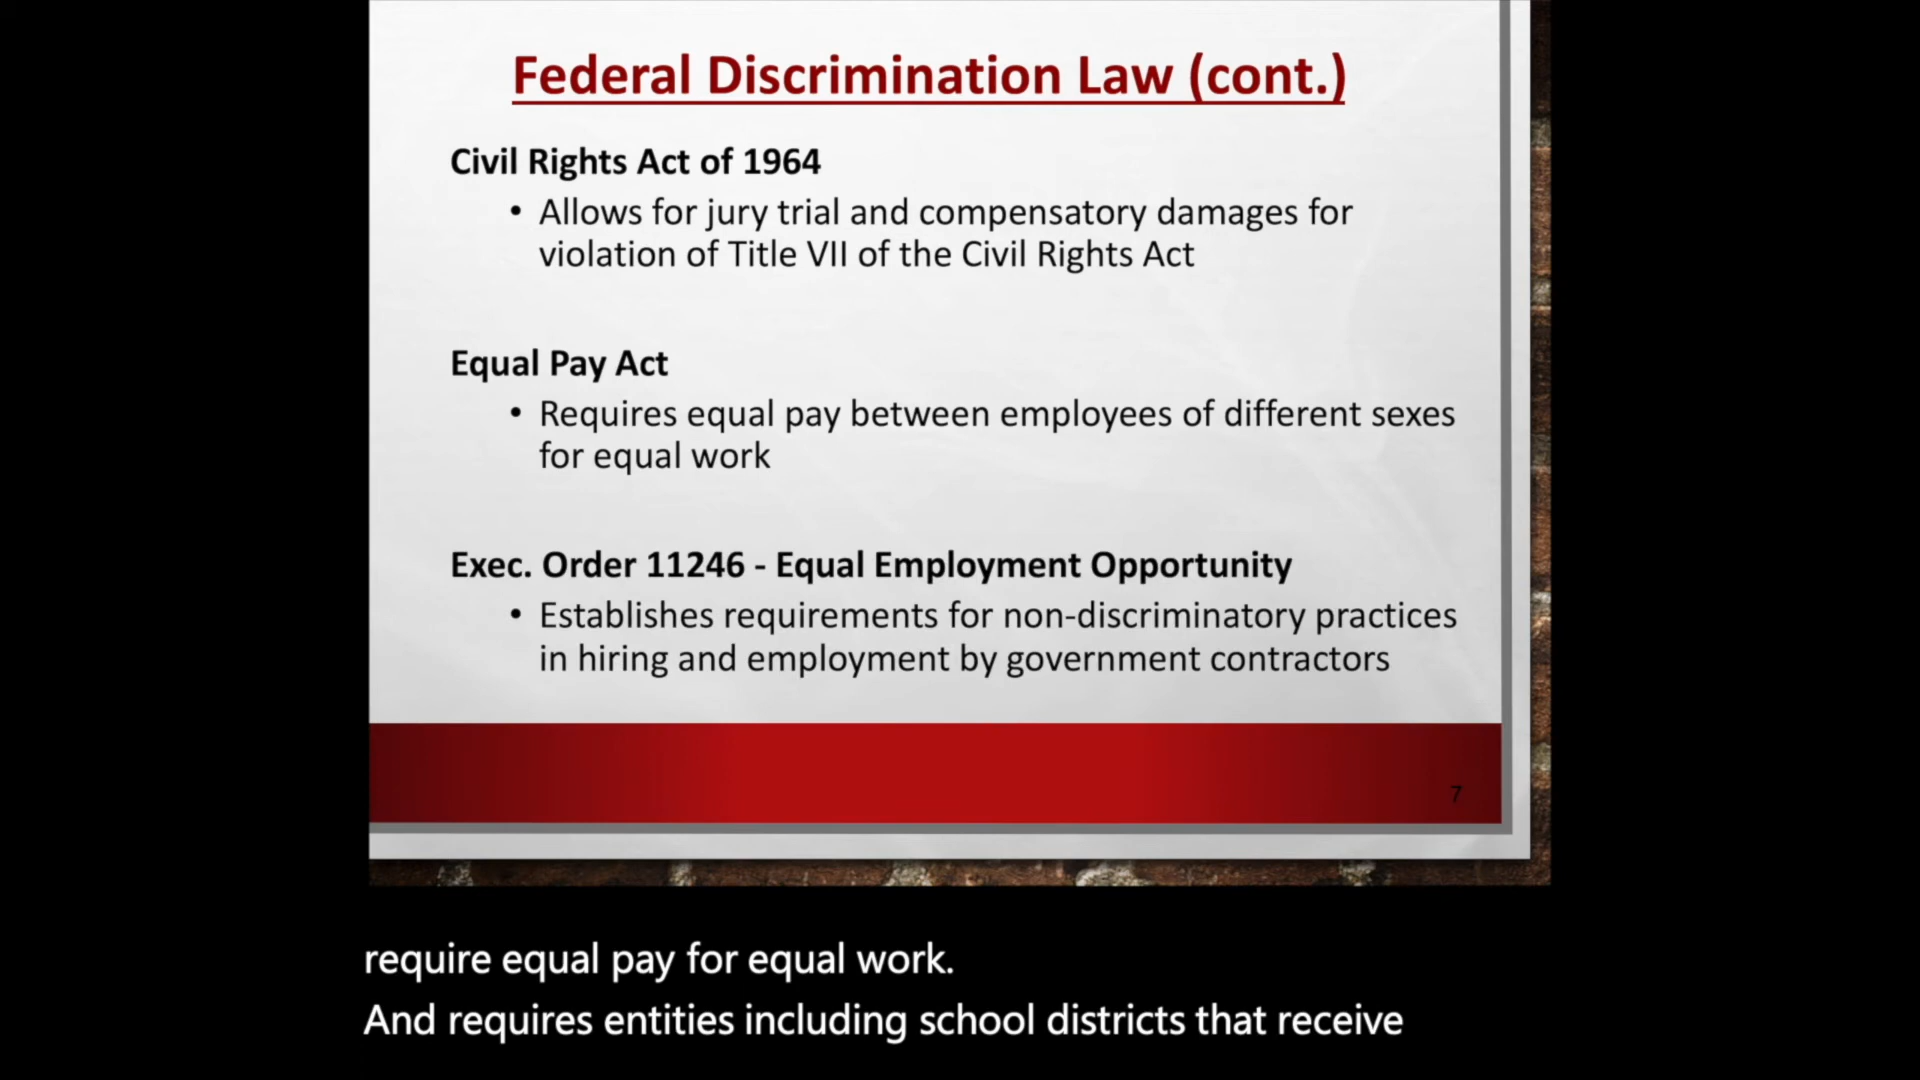 Federal Discrimination Law (cont.)
Civil Rights Act of 1964
• Allows for jury trial and compensatory damages for
violation of Title VII of the Civil Rights Act
Equal Pay Act
• Requires equal pay between employees of different sexes
for equal work
Exec. Order 11246 - Equal Employment Opportunity
• Establishes requirements for non-discriminatory practices
in hiring and employment by government contractors
7
require equal pay for equal work.
And requires entities including school districts that receive